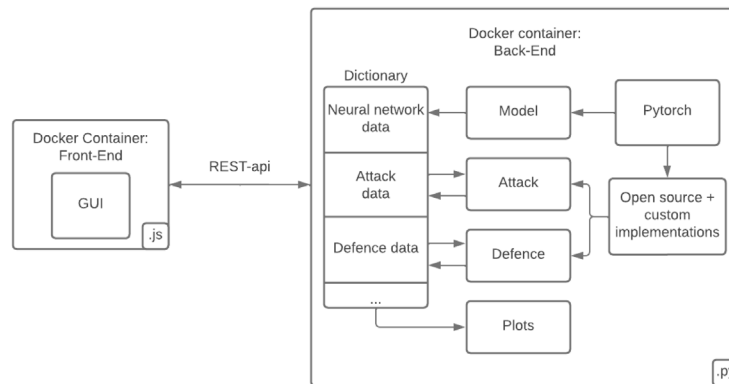 Docker container:
Back-End
Dictionary
Neural network
data
Model
Pytorch
Docker Container:
Front-End
GUI
.js
REST-api
Attack
data
Attack
Open source +
custom
implementations
Defence data
Defence
...
Plots
.py